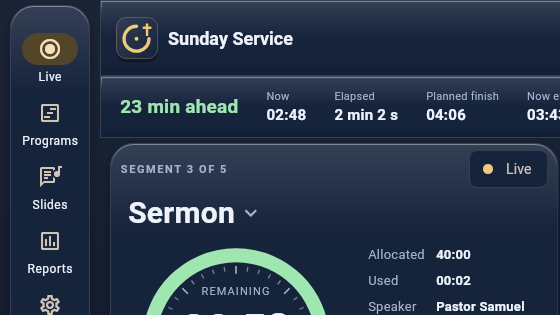 Sunday Service
Live
Programs
Slides
Reports
23 min ahead
Now
02:48
Elapsed
2 min 2 s
Planned finish
04:06
SEGMENT 3 OF 5
Live
Sermon
REMAINING
Allocated 40:00
Used 00:02
Speaker Pastor Samuel